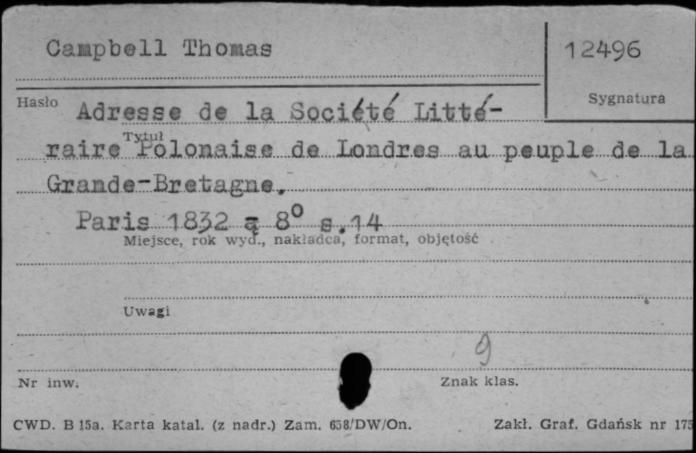 Campbell Thomas
12496
Hasło
Sygnatura
Adresse de la Société Litté-
Tytuł
raire Polonaise de Londres au peuple de la
Grande-Bretagne.
Paris 1832 8° s.14
Miejsce, rok wyd., nakładca, format, objętość
Uwagi
9
Nr inw.
Znak klas.
CWD. B 15a. Karta katal. (z nadr.) Zam. 658/DW/On.
Zakł. Graf. Gdańsk nr 175